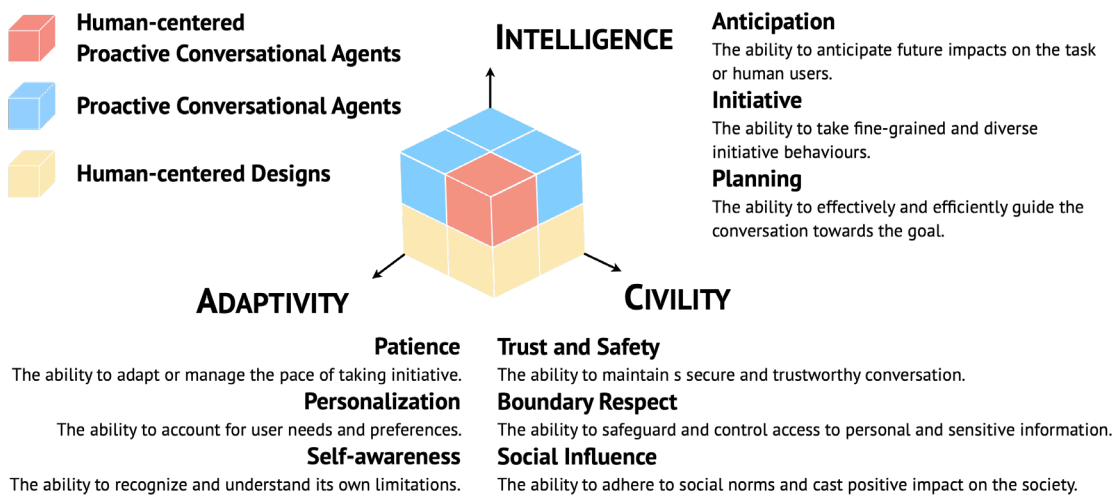 Human-centered
Proactive Conversational Agents
Proactive Conversational Agents
Human-centered Designs
INTELLIGENCE
Anticipation
The ability to anticipate future impacts on the task
or human users.
Initiative
The ability to take fine-grained and diverse
initiative behaviours.
Planning
The ability to effectively and efficiently guide the
conversation towards the goal.
ADAPTIVITY
Patience
The ability to adapt or manage the pace of taking initiative.
Personalization
The ability to account for user needs and preferences.
Self-awareness
The ability to recognize and understand its own limitations.
CIVILITY
Trust and Safety
The ability to maintain s secure and trustworthy conversation.
Boundary Respect
The ability to safeguard and control access to personal and sensitive information.
Social Influence
The ability to adhere to social norms and cast positive impact on the society.